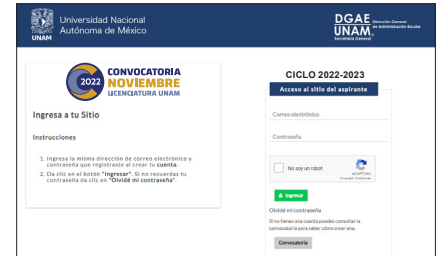 UNAM
Universidad Nacional
Autónoma de México
DGAE
UNAM
Dirección General
de Administración Escolar
Secretaría General
2022
CONVOCATORIA
NOVIEMBRE
LICENCIATURA UNAM
Ingresa a tu Sitio
Instrucciones
1. Ingresa la misma dirección de correo electrónico y
contraseña que registraste al crear tu cuenta.
2. Da clic en el botón "Ingresar". Si no recuerdas tu
contraseña da clic en "Olvidé mi contraseña".
CICLO 2022-2023
Acceso al sitio del aspirante
Correo electrónico
Contraseña
No soy un robot
reCAPTCHA
Ingresar
Olvidé mi contraseña
Si no tienes una cuenta puedes consultar la
convocatoria para saber cómo crear una.
Convocatoria